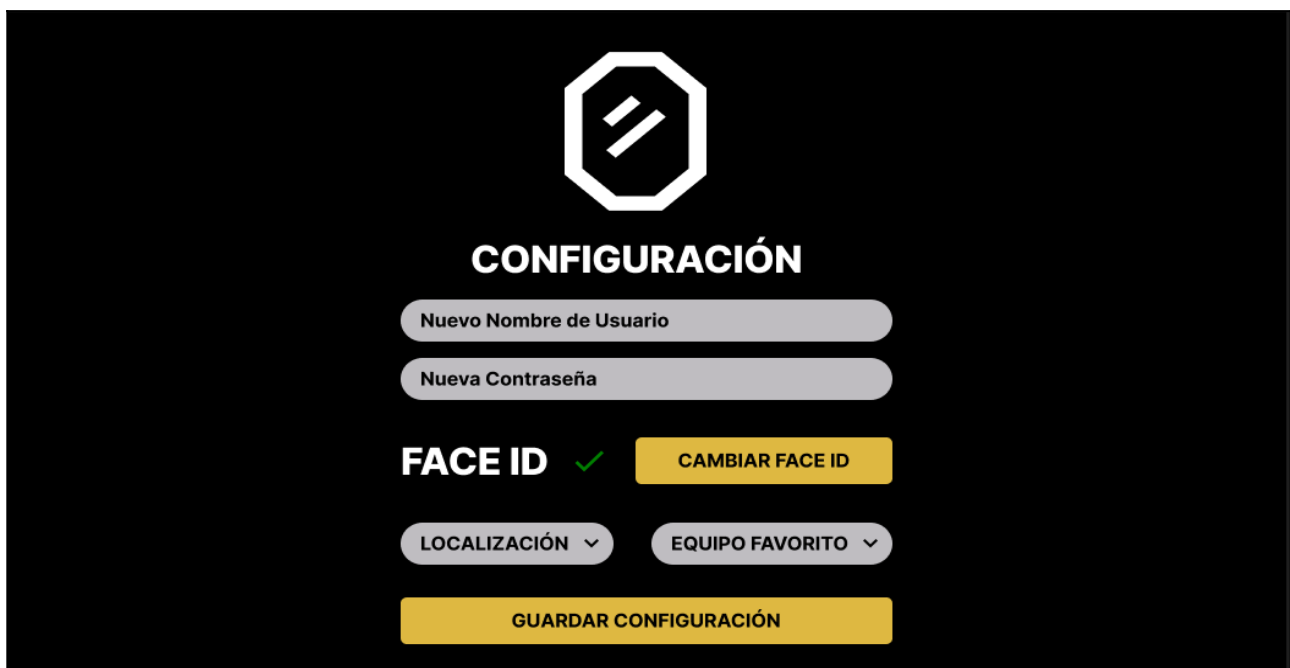 CONFIGURACIÓN
Nuevo Nombre de Usuario
Nueva Contraseña
FACE ID CAMBIAR FACE ID
LOCALIZACIÓN EQUIPO FAVORITO
GUARDAR CONFIGURACIÓN